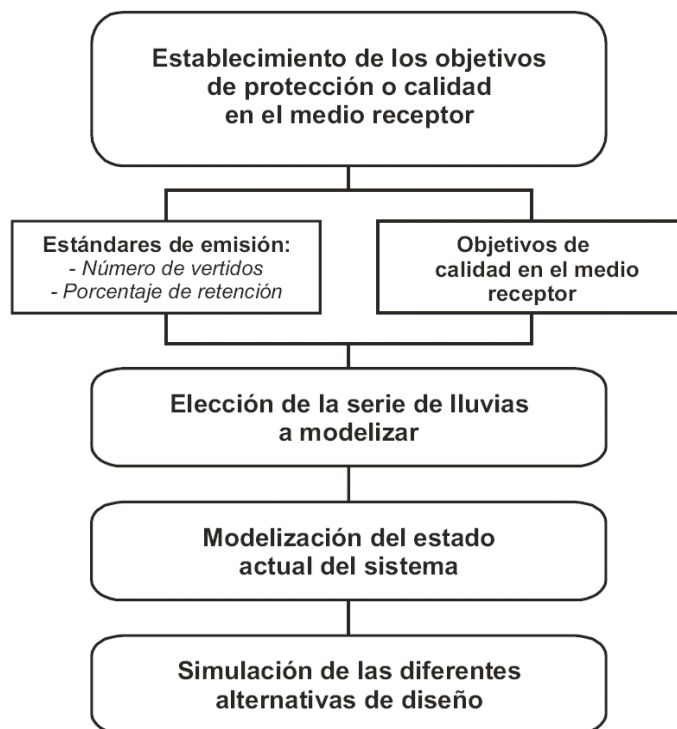 Establecimiento de los objetivos
de protección o calidad
en el medio receptor
Estándares de emisión:
- Número de vertidos
- Porcentaje de retención
Objetivos de
calidad en el medio
receptor
Elección de la serie de lluvias
a modelizar
Modelización del estado
actual del sistema
Simulación de las diferentes
alternativas de diseño